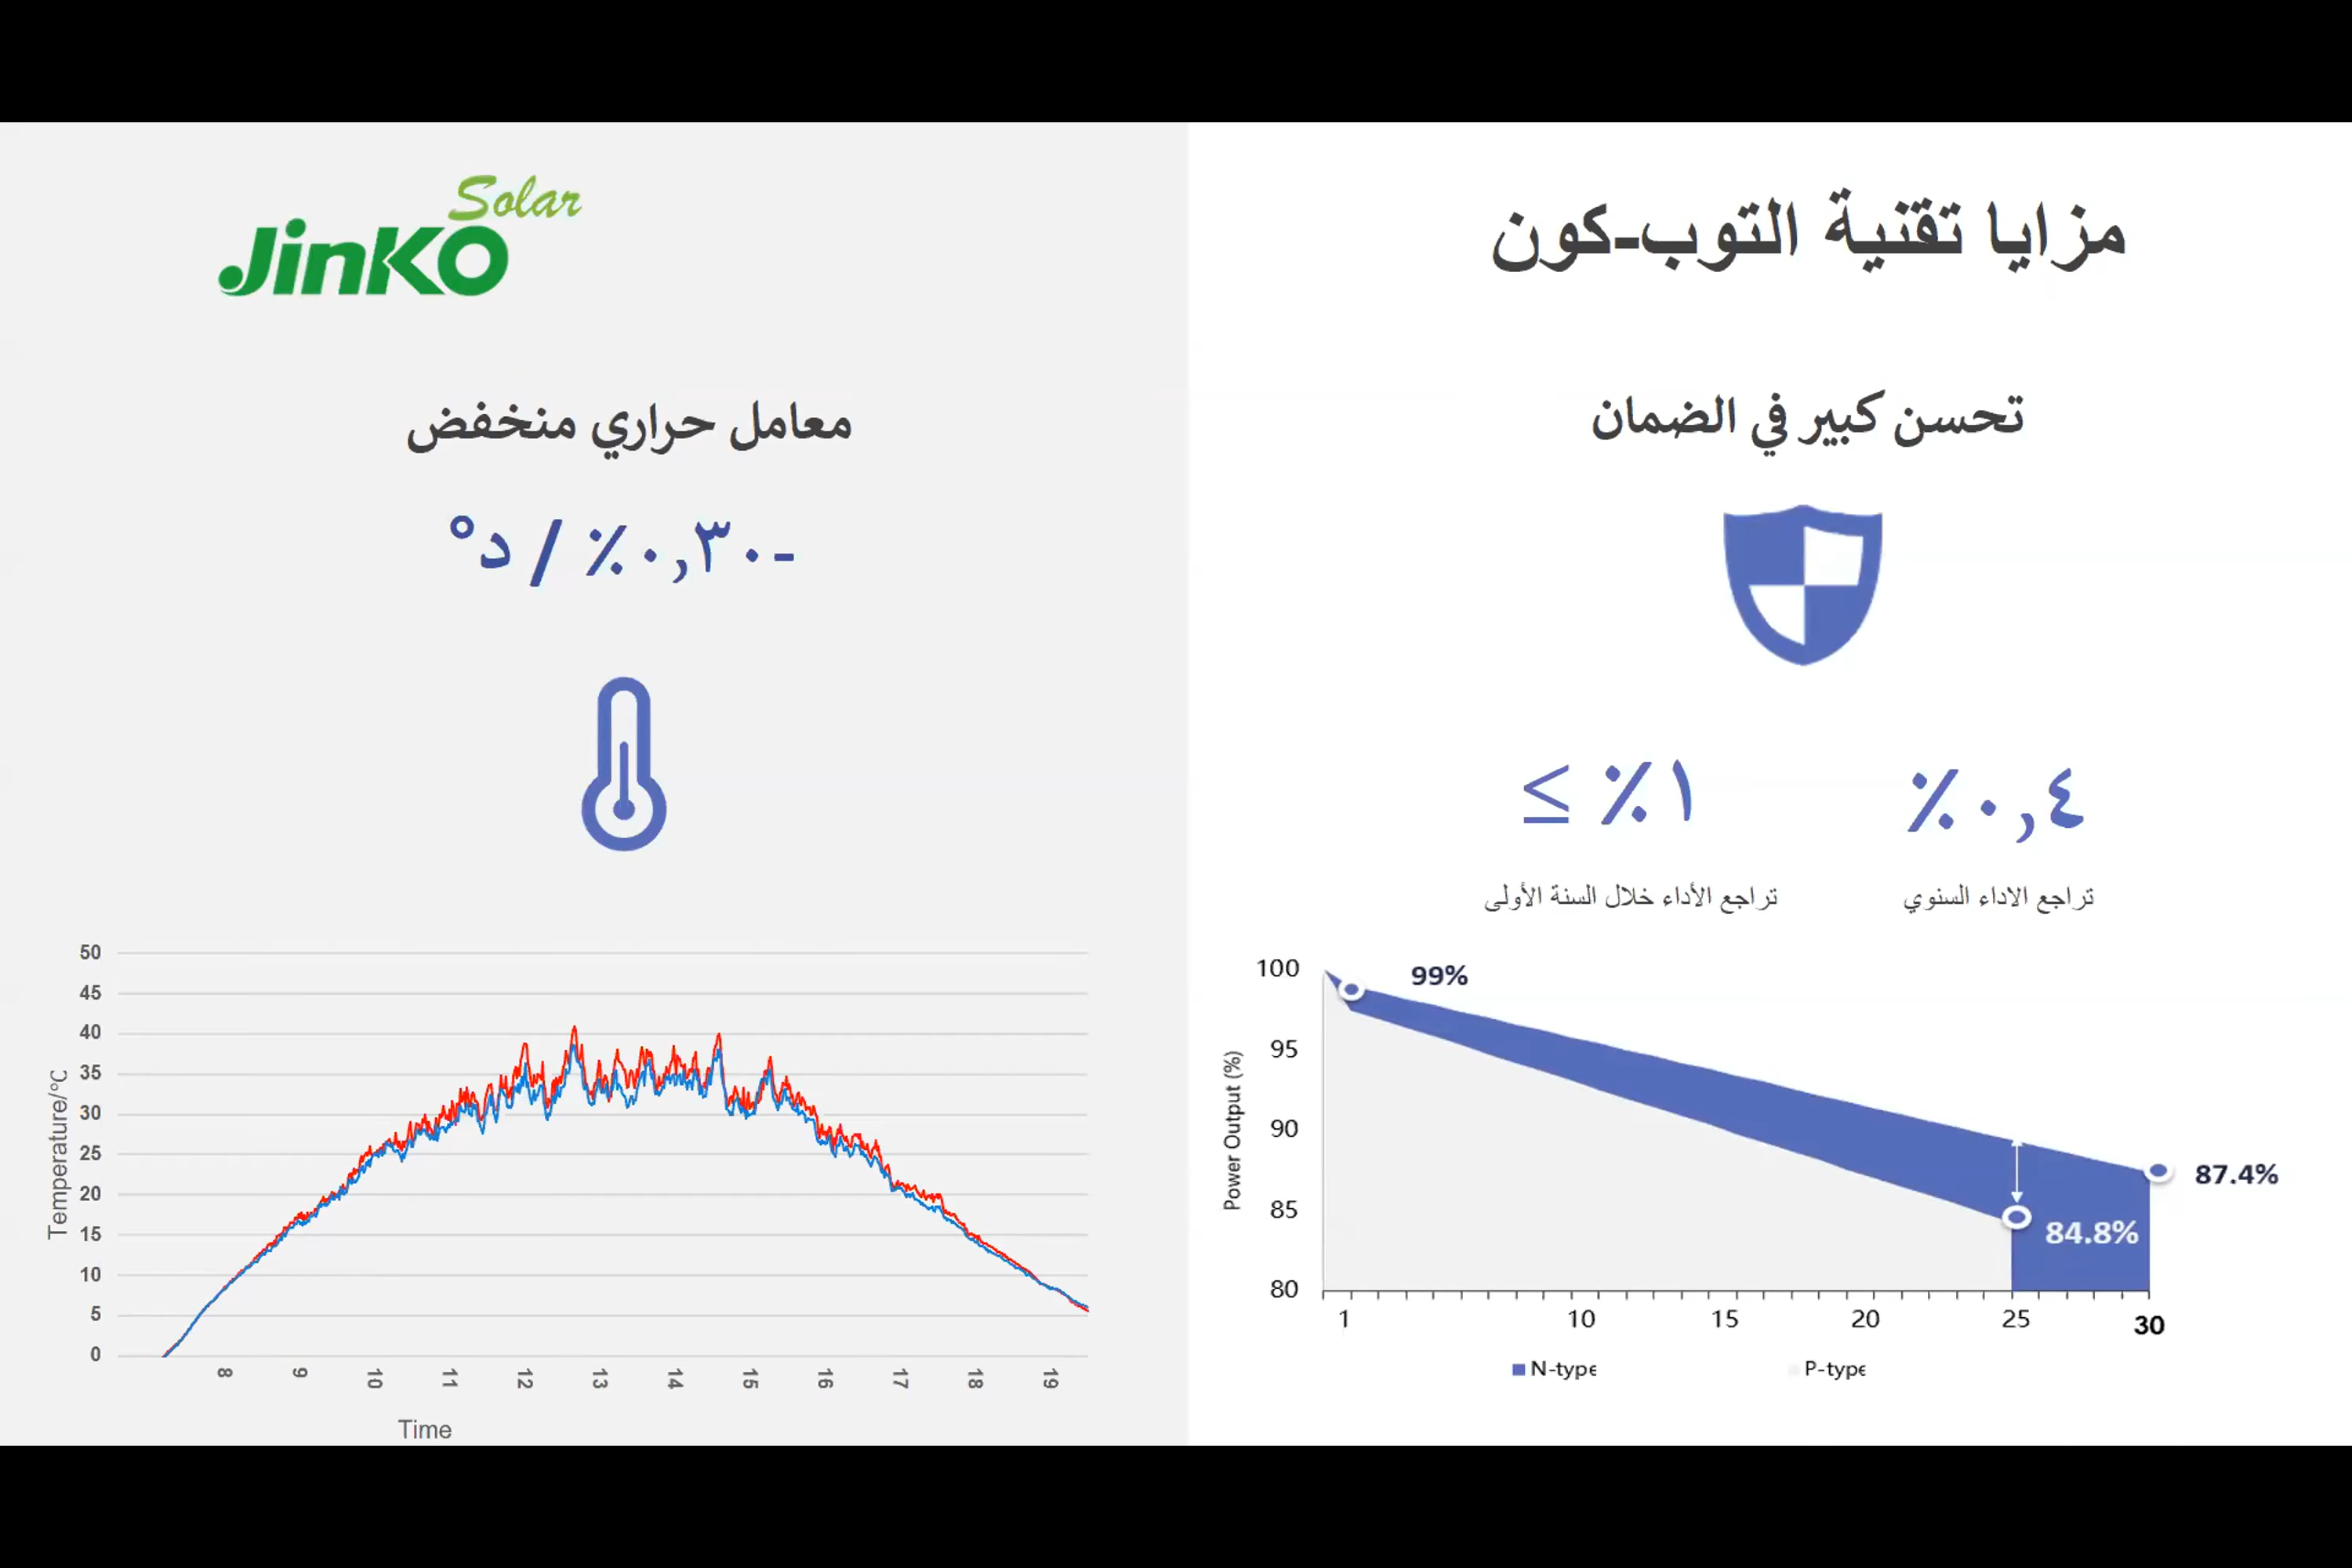 Solar
JinKO
مزايا تقنية التوب-كون
تحسن كبير في الضمان
٠,٤٪
١٪ ≥
تراجع الاداء السنوي
تراجع الأداء خلال السنة الأولى
100
95
90
85
80
Power Output (%)
99%
87.4%
84.8%
1 10 15 20 25 30
N-type P-type
معامل حراري منخفض
-٠,٣٠٪ / د°
50
45
40
35
30
25
20
15
10
5
0
Temperature/°C
8 9 10 11 12 13 14 15 16 17 18 19
Time